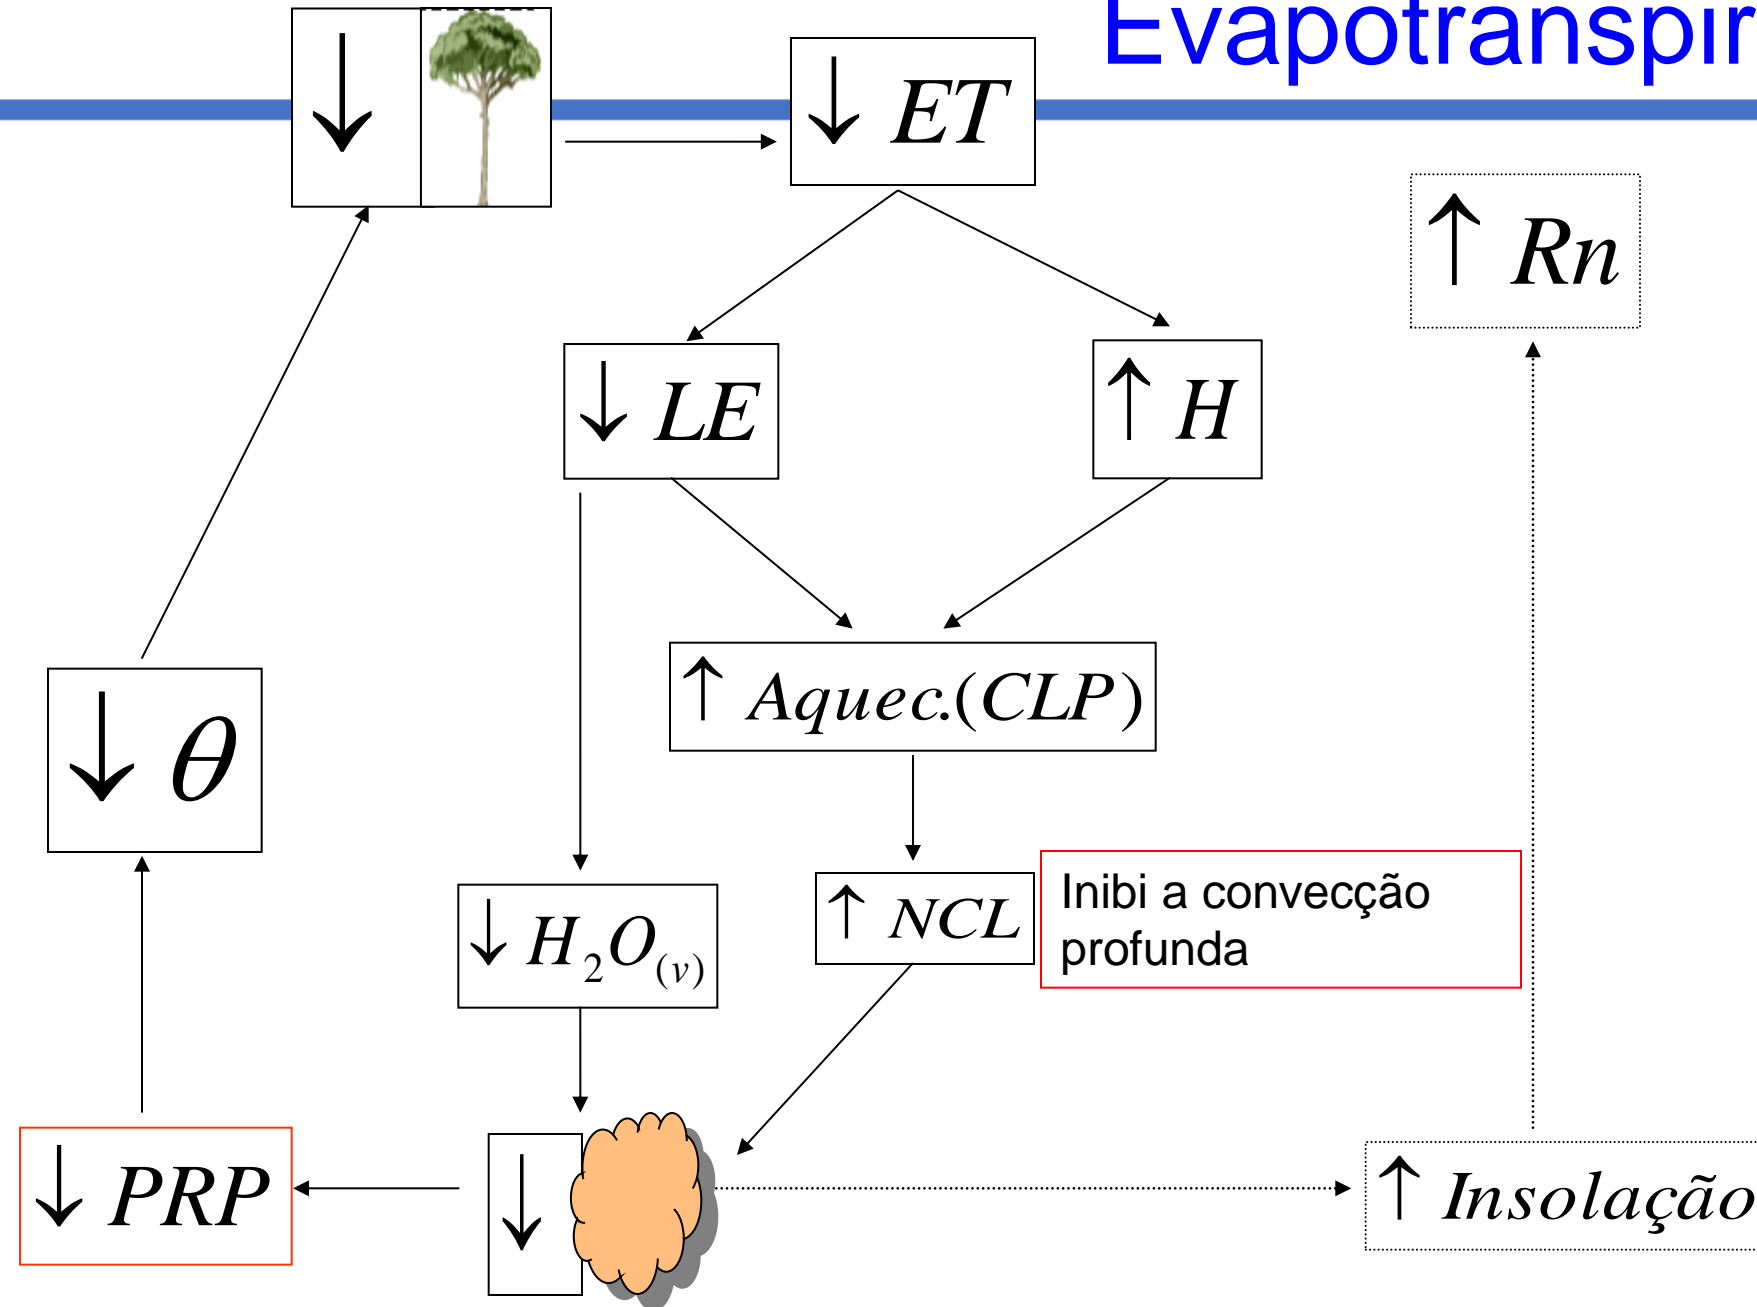 Evapotranspir
↓
↓ ET
↑ Rn
↓ LE
↑ H
↑ Aquec.(CLP)
↓ θ
↓ H₂O₍ᵥ₎
↑ NCL
Inibi a convecção
profunda
↓ PRP
↓
↑ Insolação